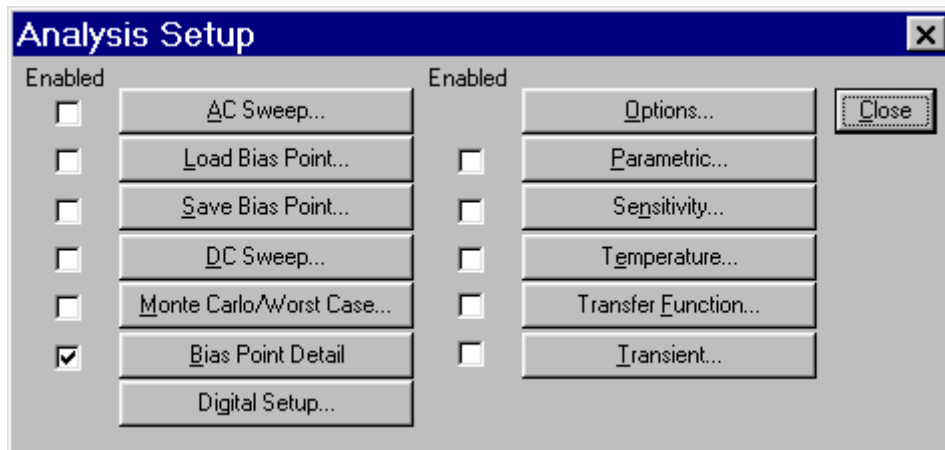 Analysis Setup
Enabled
AC Sweep...
Load Bias Point...
Save Bias Point...
DC Sweep...
Monte Carlo/Worst Case...
Bias Point Detail
Digital Setup...
Enabled
Options...
Parametric...
Sensitivity...
Temperature...
Transfer Function...
Transient...
Close